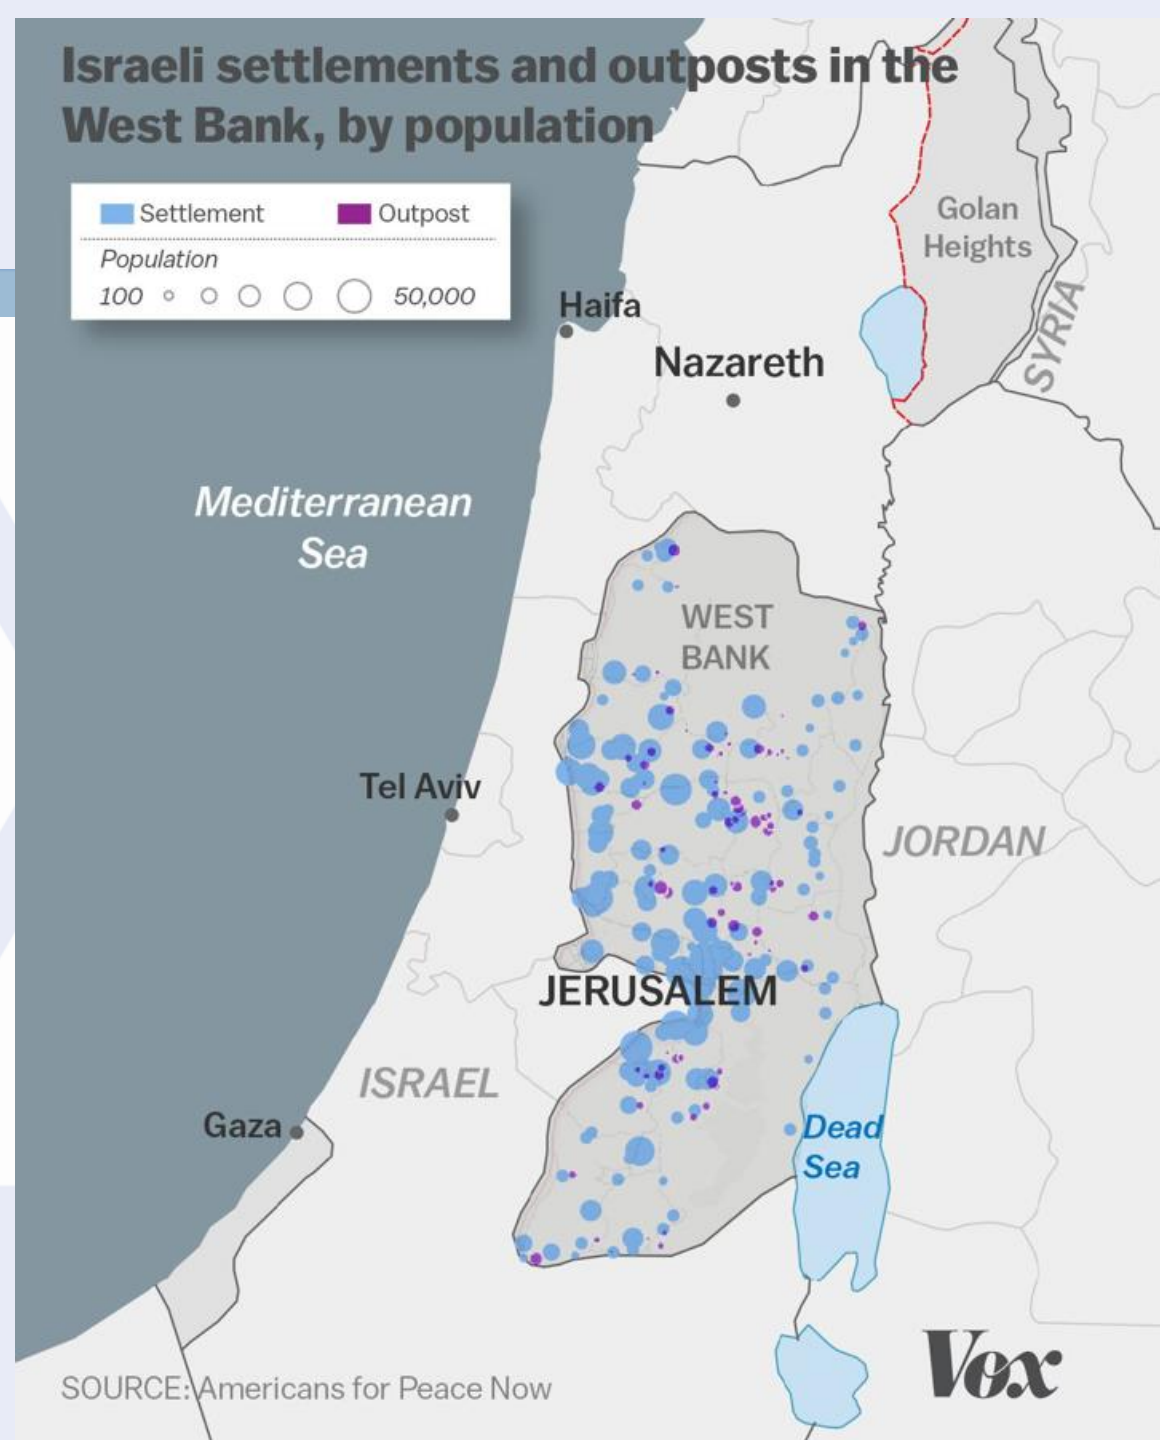 Israeli settlements and outposts in the
West Bank, by population
Settlement Outpost
Population
100 50,000
Golan
Heights
SYRIA
Haifa
Nazareth
Mediterranean
Sea
WEST
BANK
Tel Aviv
JORDAN
JERUSALEM
ISRAEL
Gaza
Dead
Sea
SOURCE: Americans for Peace Now
Vox